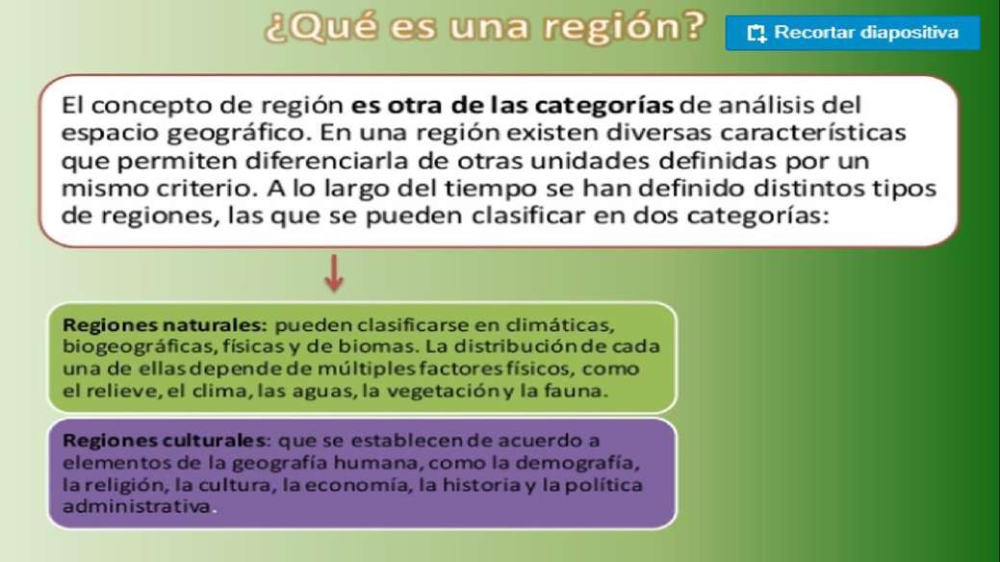 ¿Qué es una región?
Recortar diapositiva
El concepto de región es otra de las categorías de análisis del
espacio geográfico. En una región existen diversas características
que permiten diferenciarla de otras unidades definidas por un
mismo criterio. A lo largo del tiempo se han definido distintos tipos
de regiones, las que se pueden clasificar en dos categorías:
Regiones naturales: pueden clasificarse en climáticas,
biogeográficas, físicas y de biomas. La distribución de cada
una de ellas depende de múltiples factores físicos, como
el relieve, el clima, las aguas, la vegetación y la fauna.
Regiones culturales: que se establecen de acuerdo a
elementos de la geografía humana, como la demografía,
la religión, la cultura, la economía, la historia y la política
administrativa.